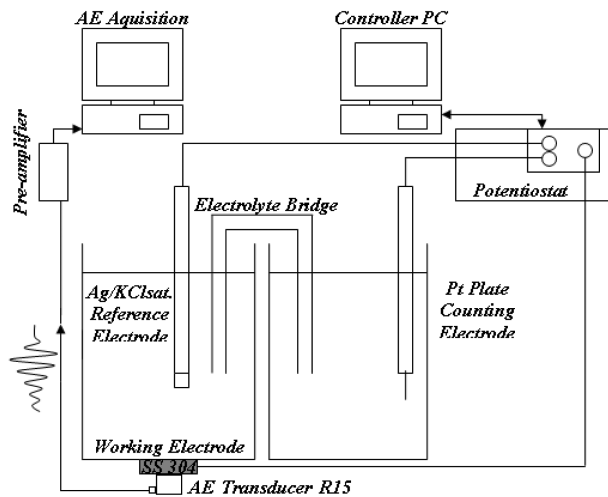 AE Aquisition
Controller PC
Pre-amplifier
Potentiostat
Electrolyte Bridge
Ag/KClsat.
Reference
Electrode
Pt Plate
Counting
Electrode
Working Electrode
SS 304
AE Transducer R15